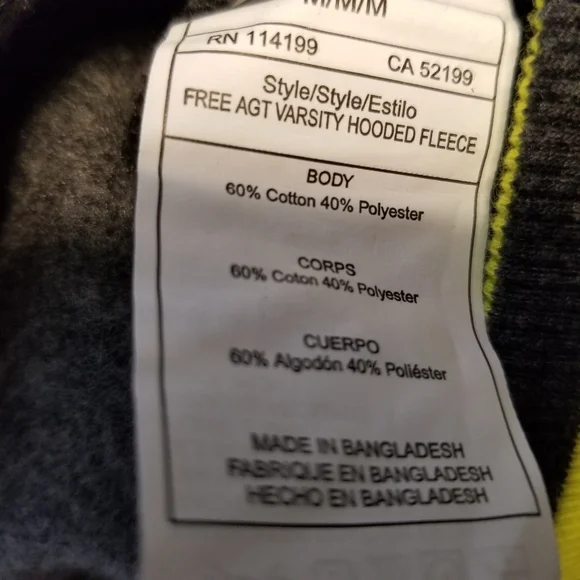 M/M/M
RN 114199 CA 52199
Style/Style/Estilo
FREE AGT VARSITY HOODED FLEECE
BODY
60% Cotton 40% Polyester
CORPS
60% Coton 40% Polyester
CUERPO
60% Algodón 40% Poliéster
MADE IN BANGLADESH
FABRIQUE EN BANGLADESH
HECHO EN BANGLADESH